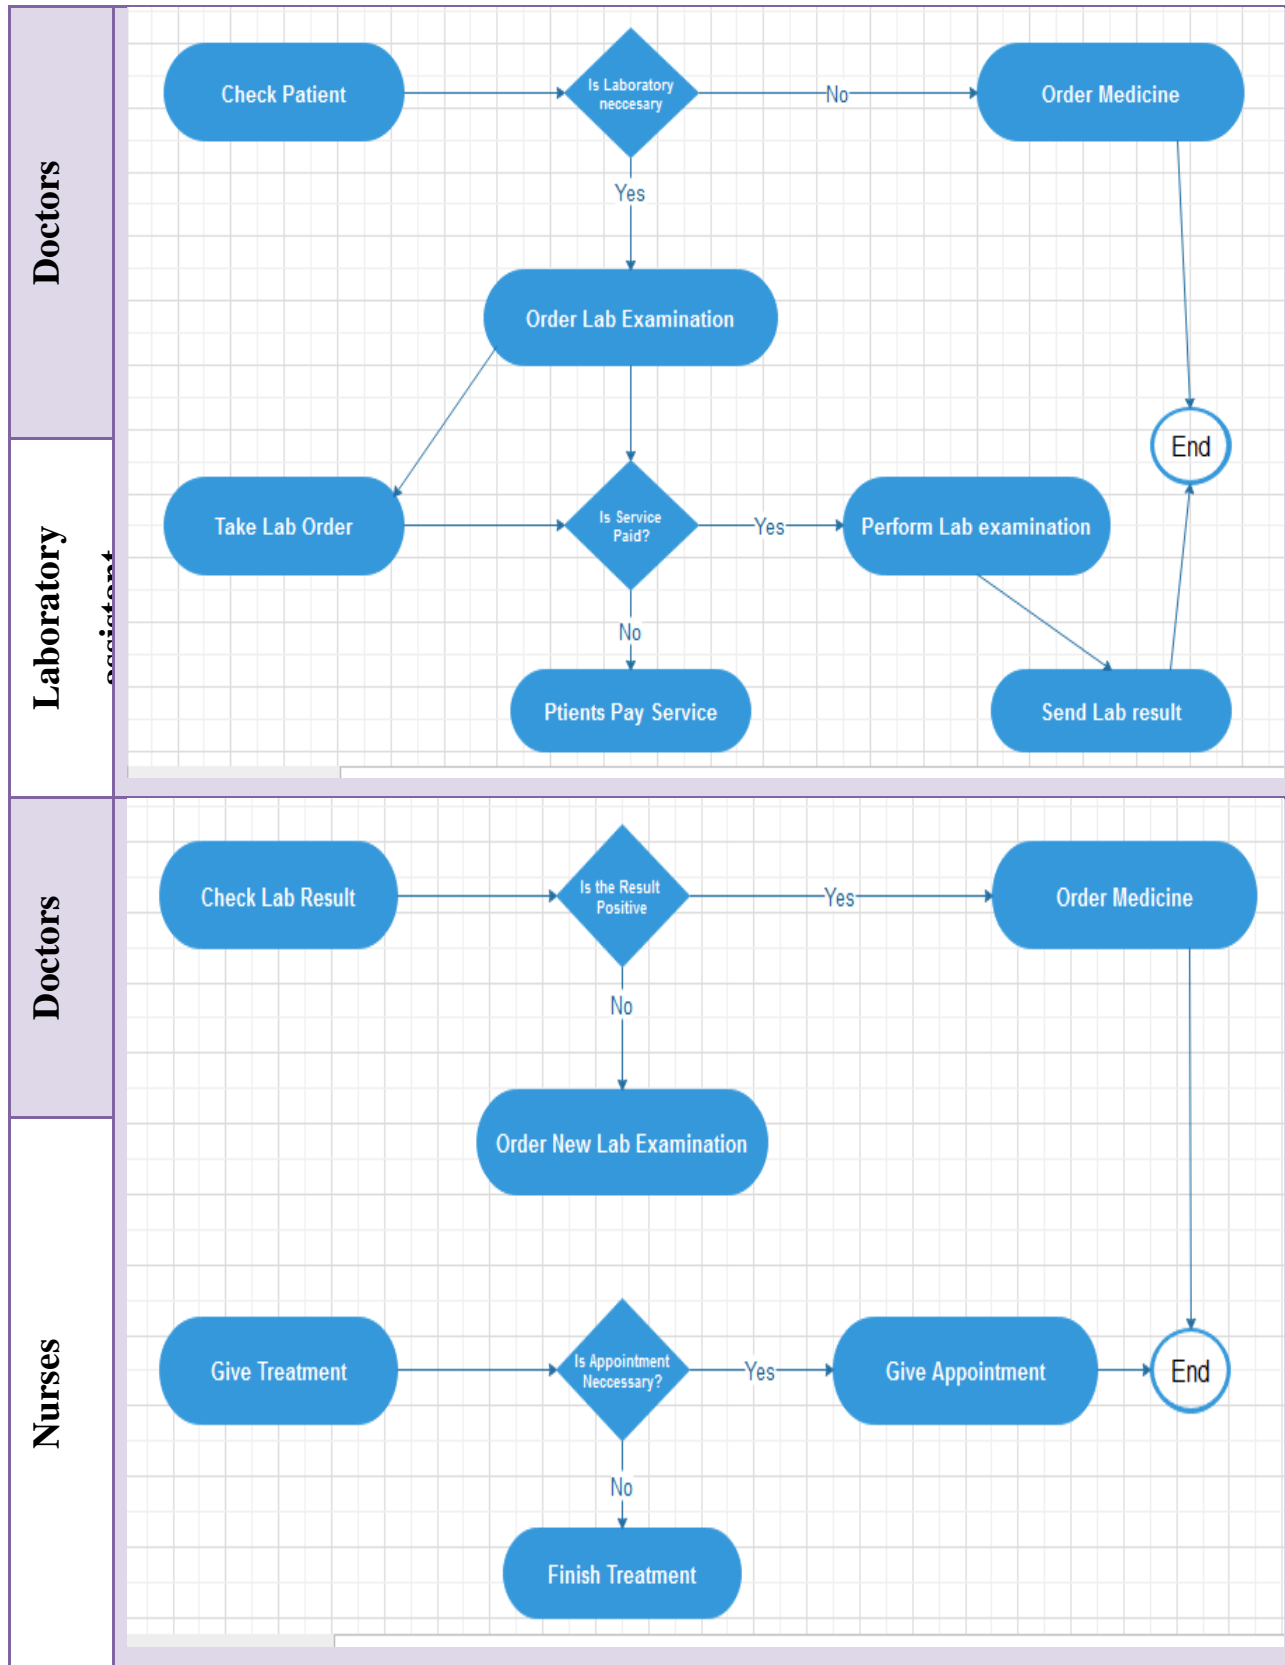 Doctors
Check Patient
Is Laboratory
neccesary
No
Order Medicine
Yes
Order Lab Examination
End
Laboratory
assistant
Take Lab Order
Is Service
Paid?
Yes
Perform Lab examination
No
Ptients Pay Service
Send Lab result
Doctors
Check Lab Result
Is the Result
Positive
Yes
Order Medicine
No
Order New Lab Examination
Nurses
Give Treatment
Is Appointment
Neccessary?
Yes
Give Appointment
End
No
Finish Treatment